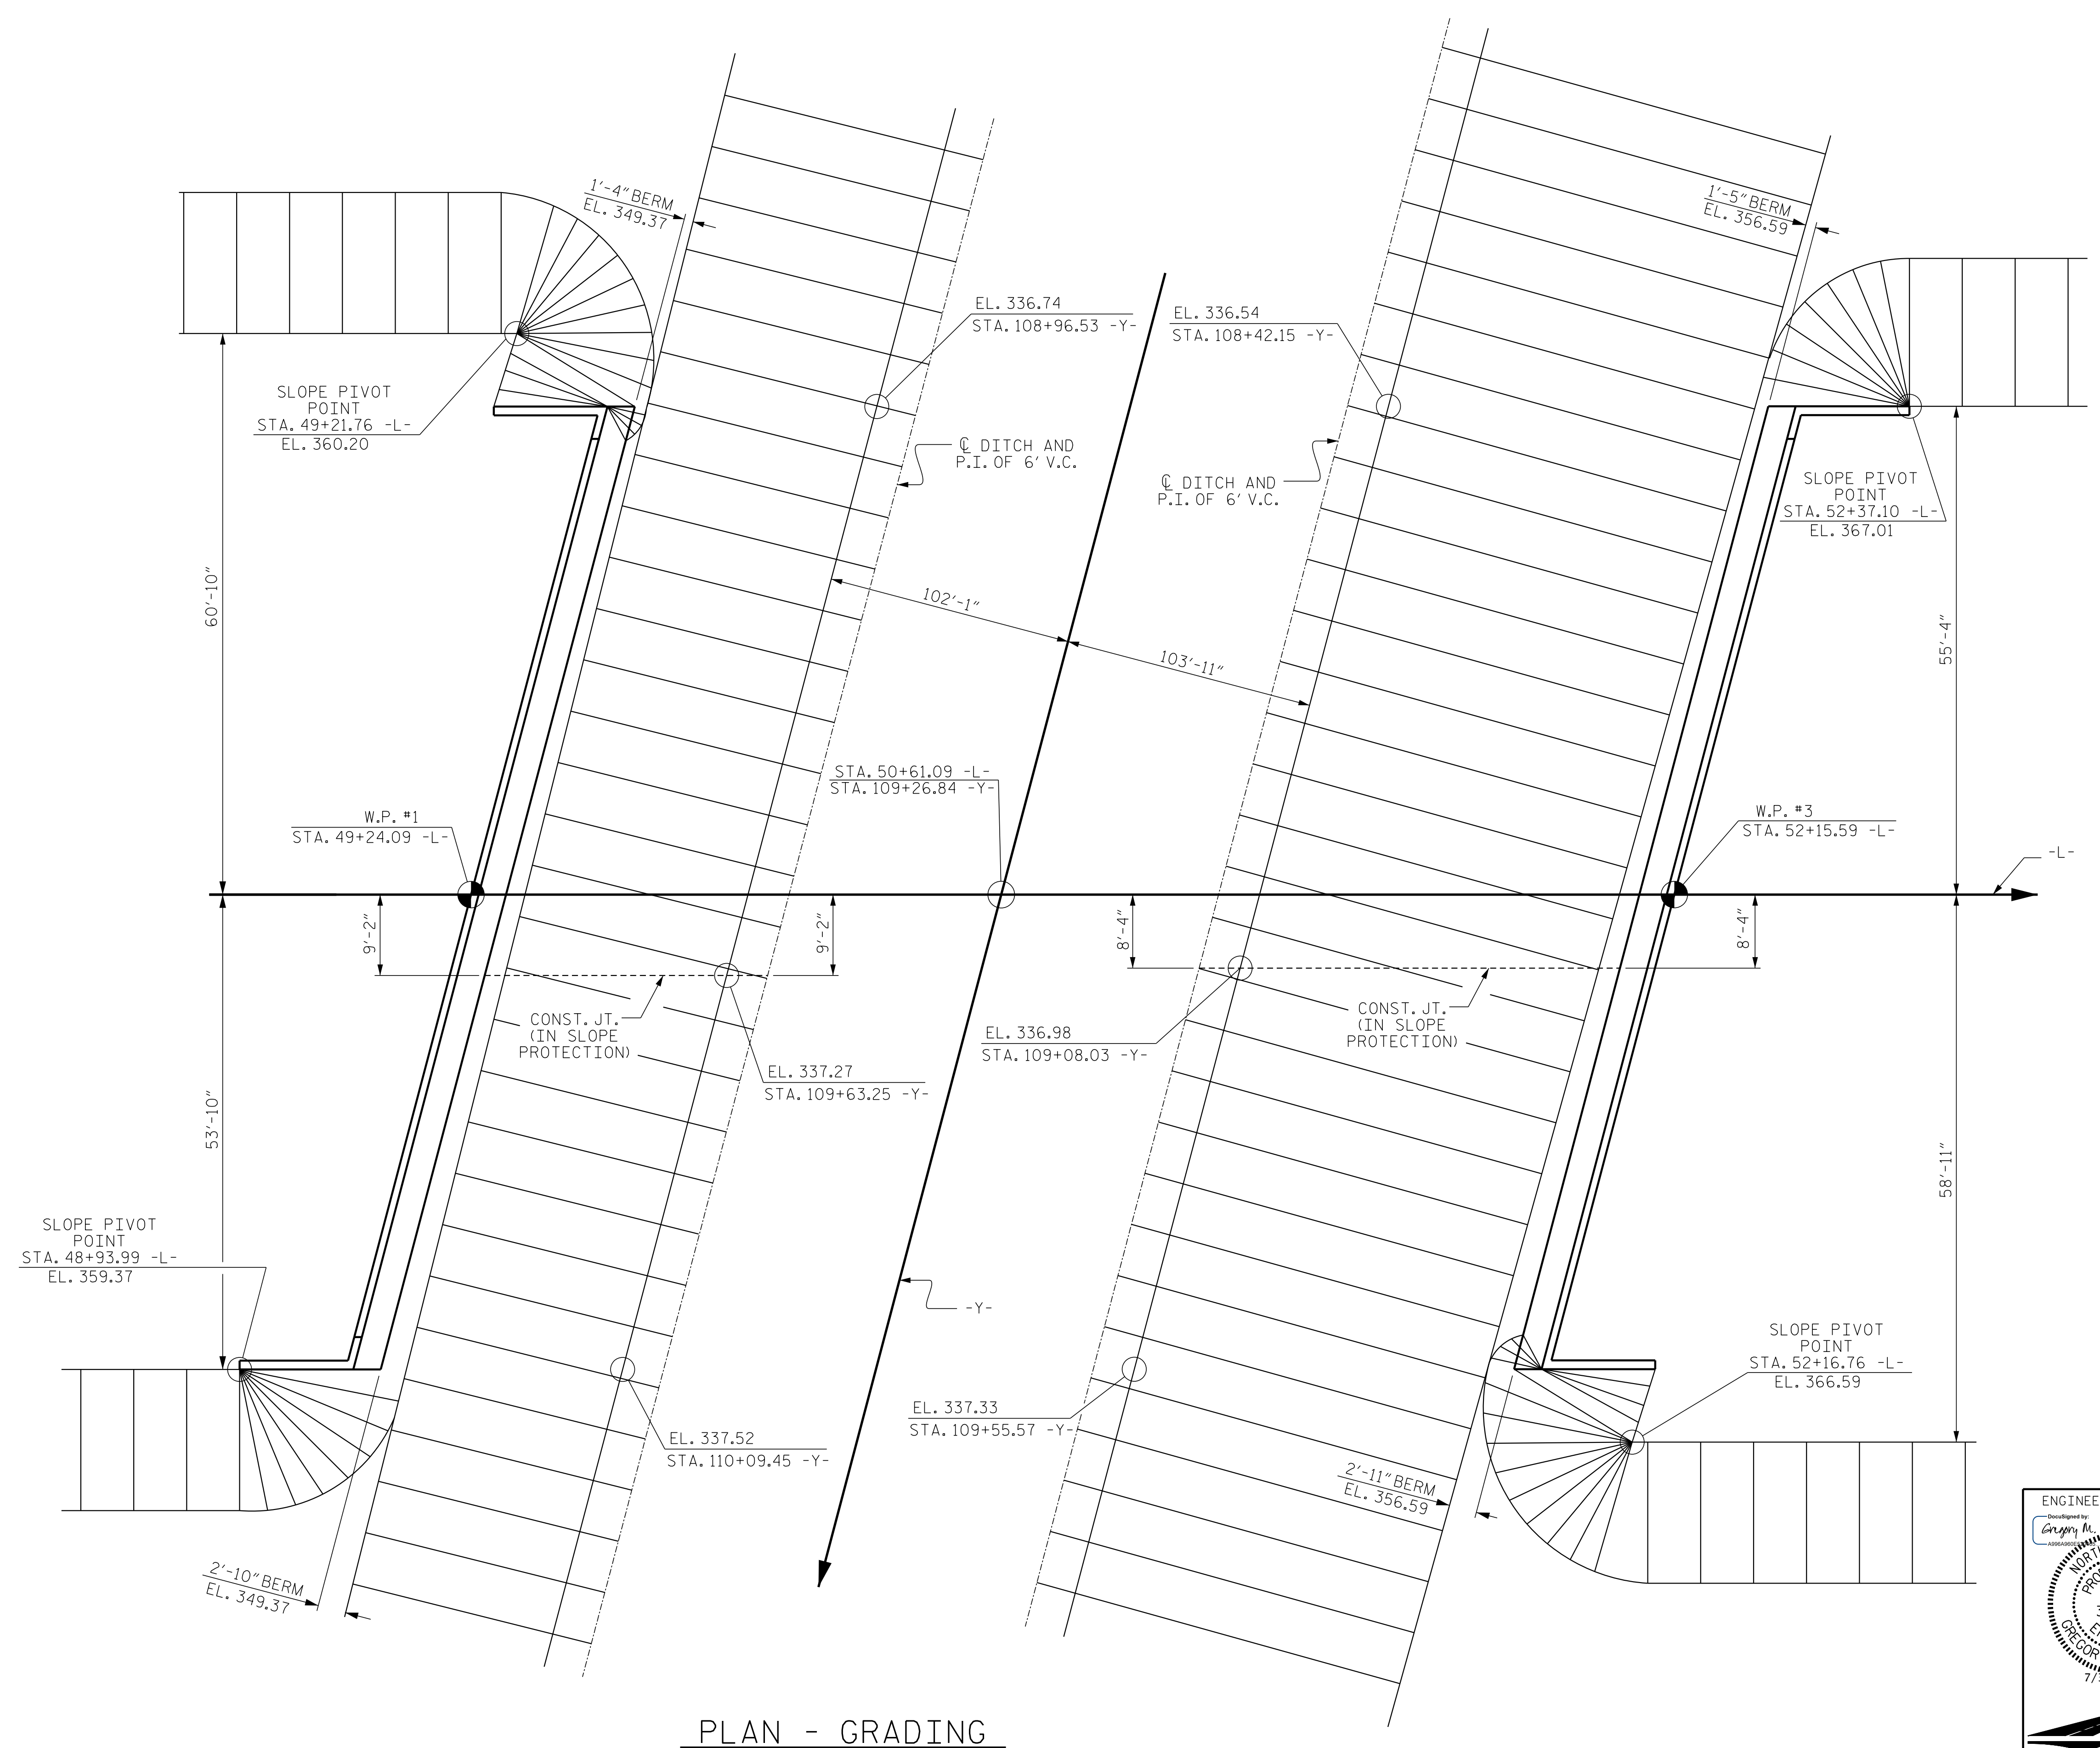 1'-4" BERM
EL. 349.37
1'-5" BERM
EL. 356.59
EL. 336.74
STA. 108+96.53 -Y-
EL. 336.54
STA. 108+42.15 -Y-
SLOPE PIVOT
POINT
STA. 49+21.76 -L-
EL. 360.20
℄ DITCH AND
P.I. OF 6' V.C.
℄ DITCH AND
P.I. OF 6' V.C.
SLOPE PIVOT
POINT
STA. 52+37.10 -L-
EL. 367.01
60'-10"
102'-1"
103'-11"
55'-4"
STA. 50+61.09 -L-
STA. 109+26.84 -Y-
W.P. #1
STA. 49+24.09 -L-
W.P. #3
STA. 52+15.59 -L-
-L-
9'-2"
9'-2"
8'-4"
8'-4"
CONST. JT.
(IN SLOPE
PROTECTION)
CONST. JT.
(IN SLOPE
PROTECTION)
EL. 336.98
STA. 109+08.03 -Y-
EL. 337.27
STA. 109+63.25 -Y-
53'-10"
58'-11"
SLOPE PIVOT
POINT
STA. 48+93.99 -L-
EL. 359.37
-Y-
SLOPE PIVOT
POINT
STA. 52+16.76 -L-
EL. 366.59
EL. 337.33
STA. 109+55.57 -Y-
EL. 337.52
STA. 110+09.45 -Y-
2'-11" BERM
EL. 356.59
2'-10" BERM
EL. 349.37
ENGINEE
DocuSigned by:
Gregory M.
NORT
PRO
GREGOR
7/
PLAN - GRADING